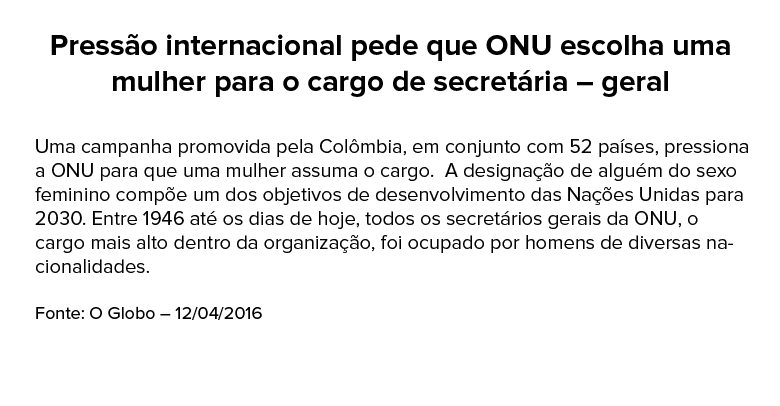 Pressão internacional pede que ONU escolha uma
mulher para o cargo de secretária – geral
Uma campanha promovida pela Colômbia, em conjunto com 52 países, pressiona
a ONU para que uma mulher assuma o cargo.  A designação de alguém do sexo
feminino compõe um dos objetivos de desenvolvimento das Nações Unidas para
2030. Entre 1946 até os dias de hoje, todos os secretários gerais da ONU, o
cargo mais alto dentro da organização, foi ocupado por homens de diversas na-
cionalidades.
Fonte: O Globo – 12/04/2016